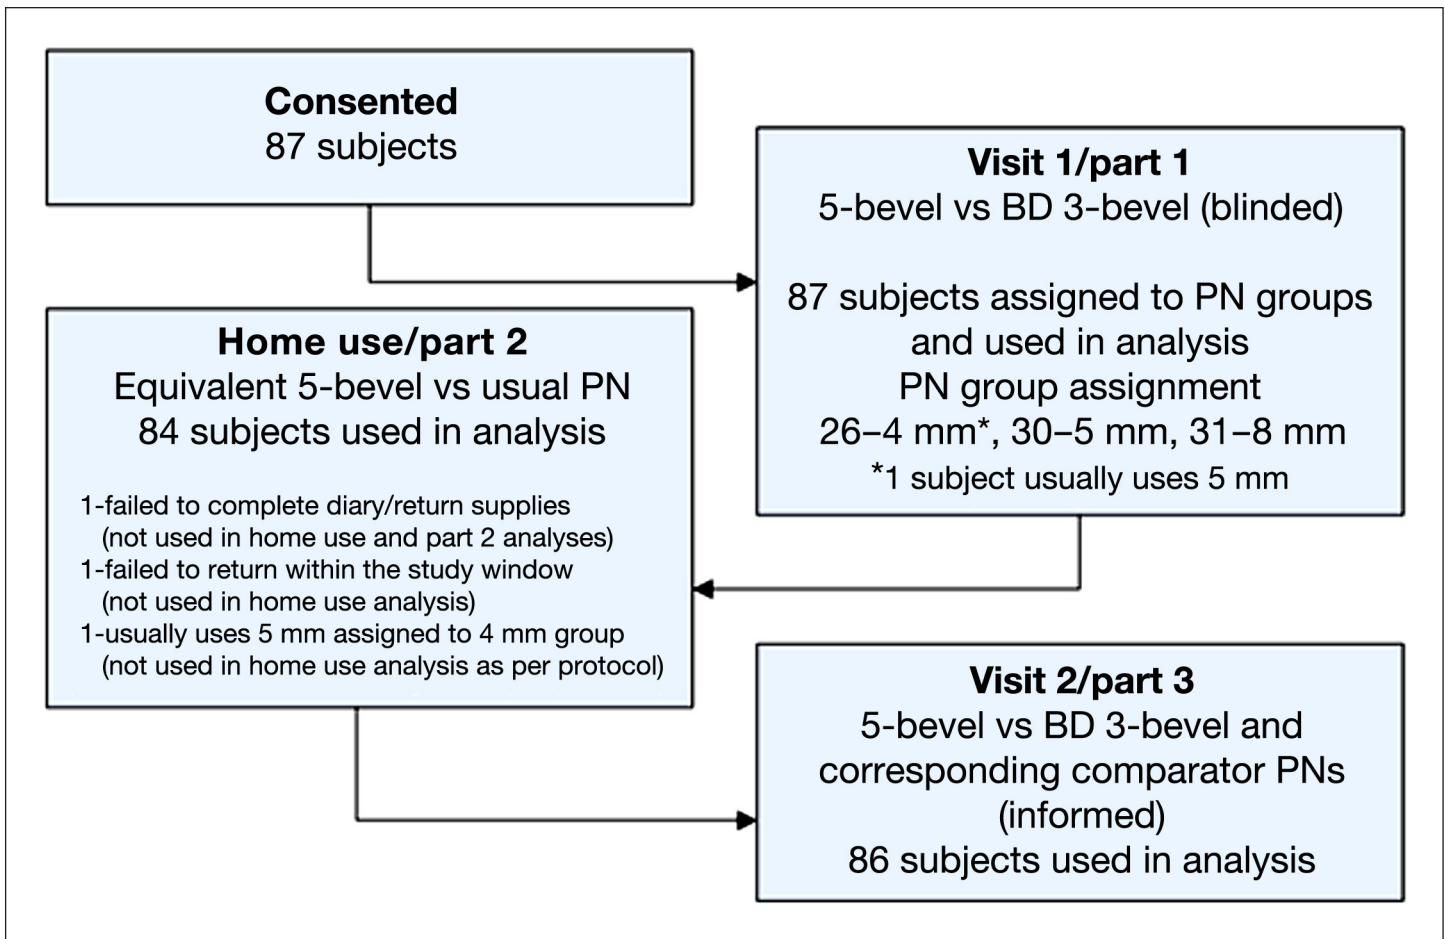 Consented
87 subjects
Visit 1/part 1
5-bevel vs BD 3-bevel (blinded)
87 subjects assigned to PN groups
and used in analysis
PN group assignment
26–4 mm*, 30–5 mm, 31–8 mm
*1 subject usually uses 5 mm
Home use/part 2
Equivalent 5-bevel vs usual PN
84 subjects used in analysis
1-failed to complete diary/return supplies
(not used in home use and part 2 analyses)
1-failed to return within the study window
(not used in home use analysis)
1-usually uses 5 mm assigned to 4 mm group
(not used in home use analysis as per protocol)
Visit 2/part 3
5-bevel vs BD 3-bevel and
corresponding comparator PNs
(informed)
86 subjects used in analysis